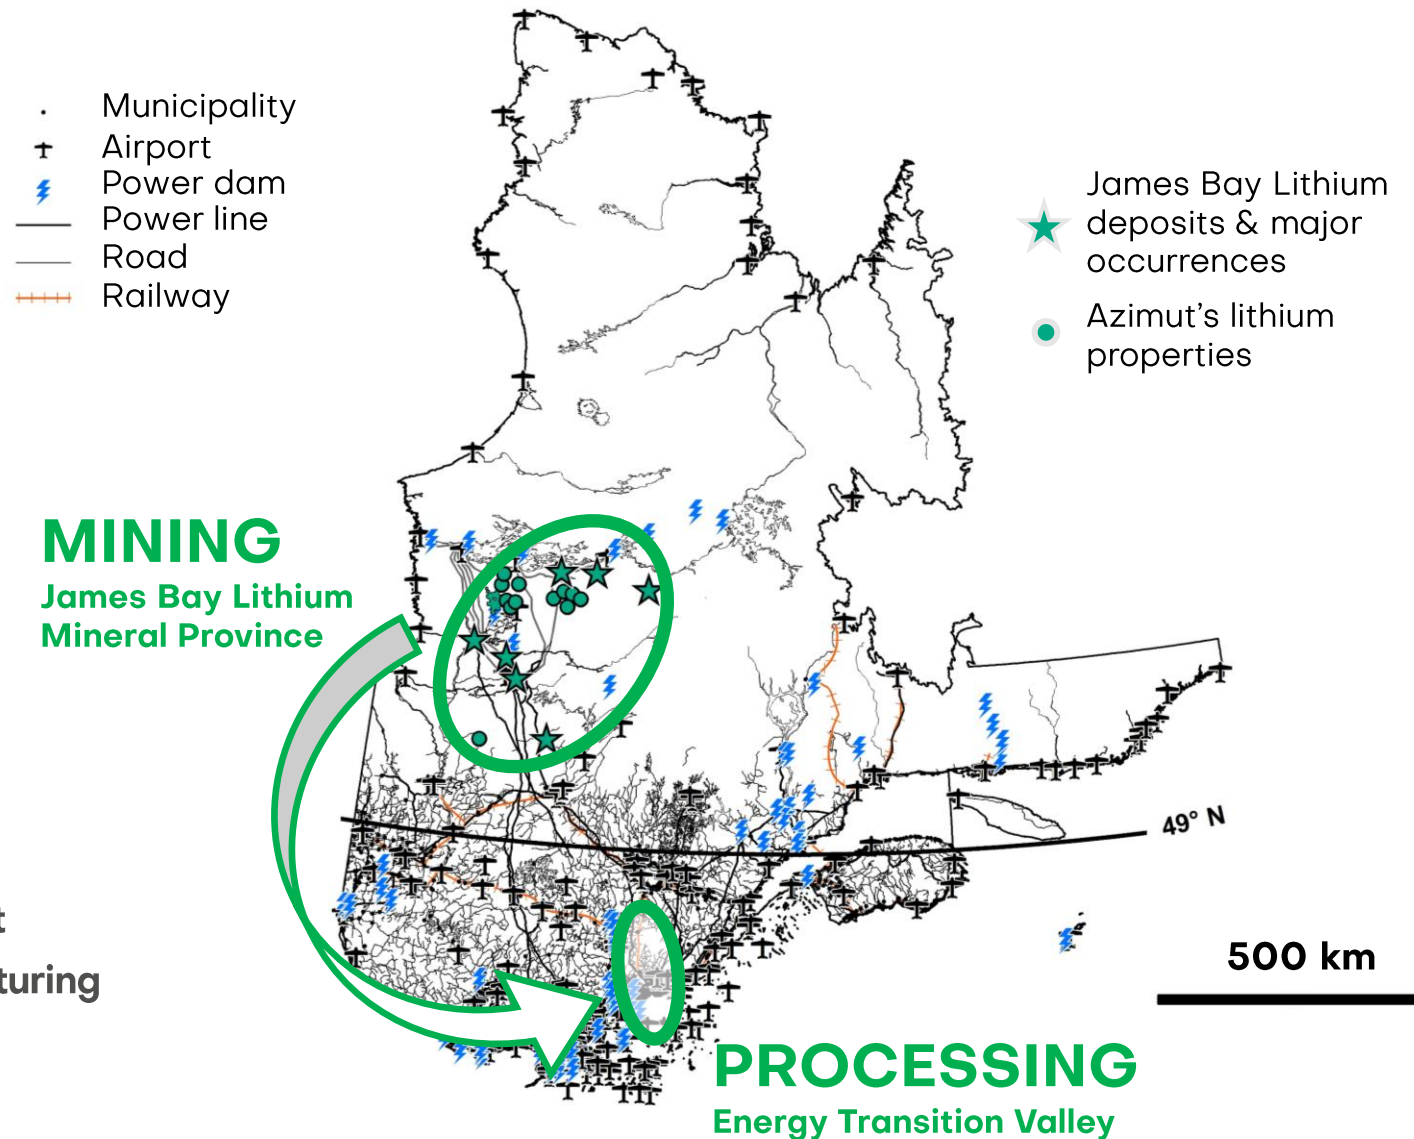 Municipality
Airport
Power dam
Power line
Road
Railway
James Bay Lithium
deposits & major
occurrences
Azimut's lithium
properties
MINING
James Bay Lithium
Mineral Province
49° N
t
turing
500 km
PROCESSING
Energy Transition Valley